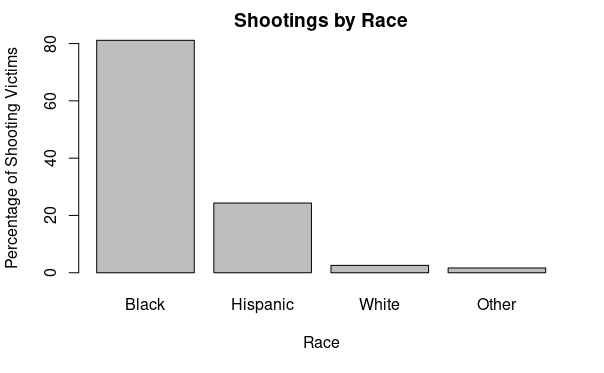 Shootings by Race
Percentage of Shooting Victims
80
60
40
20
0
Black Hispanic White Other
Race